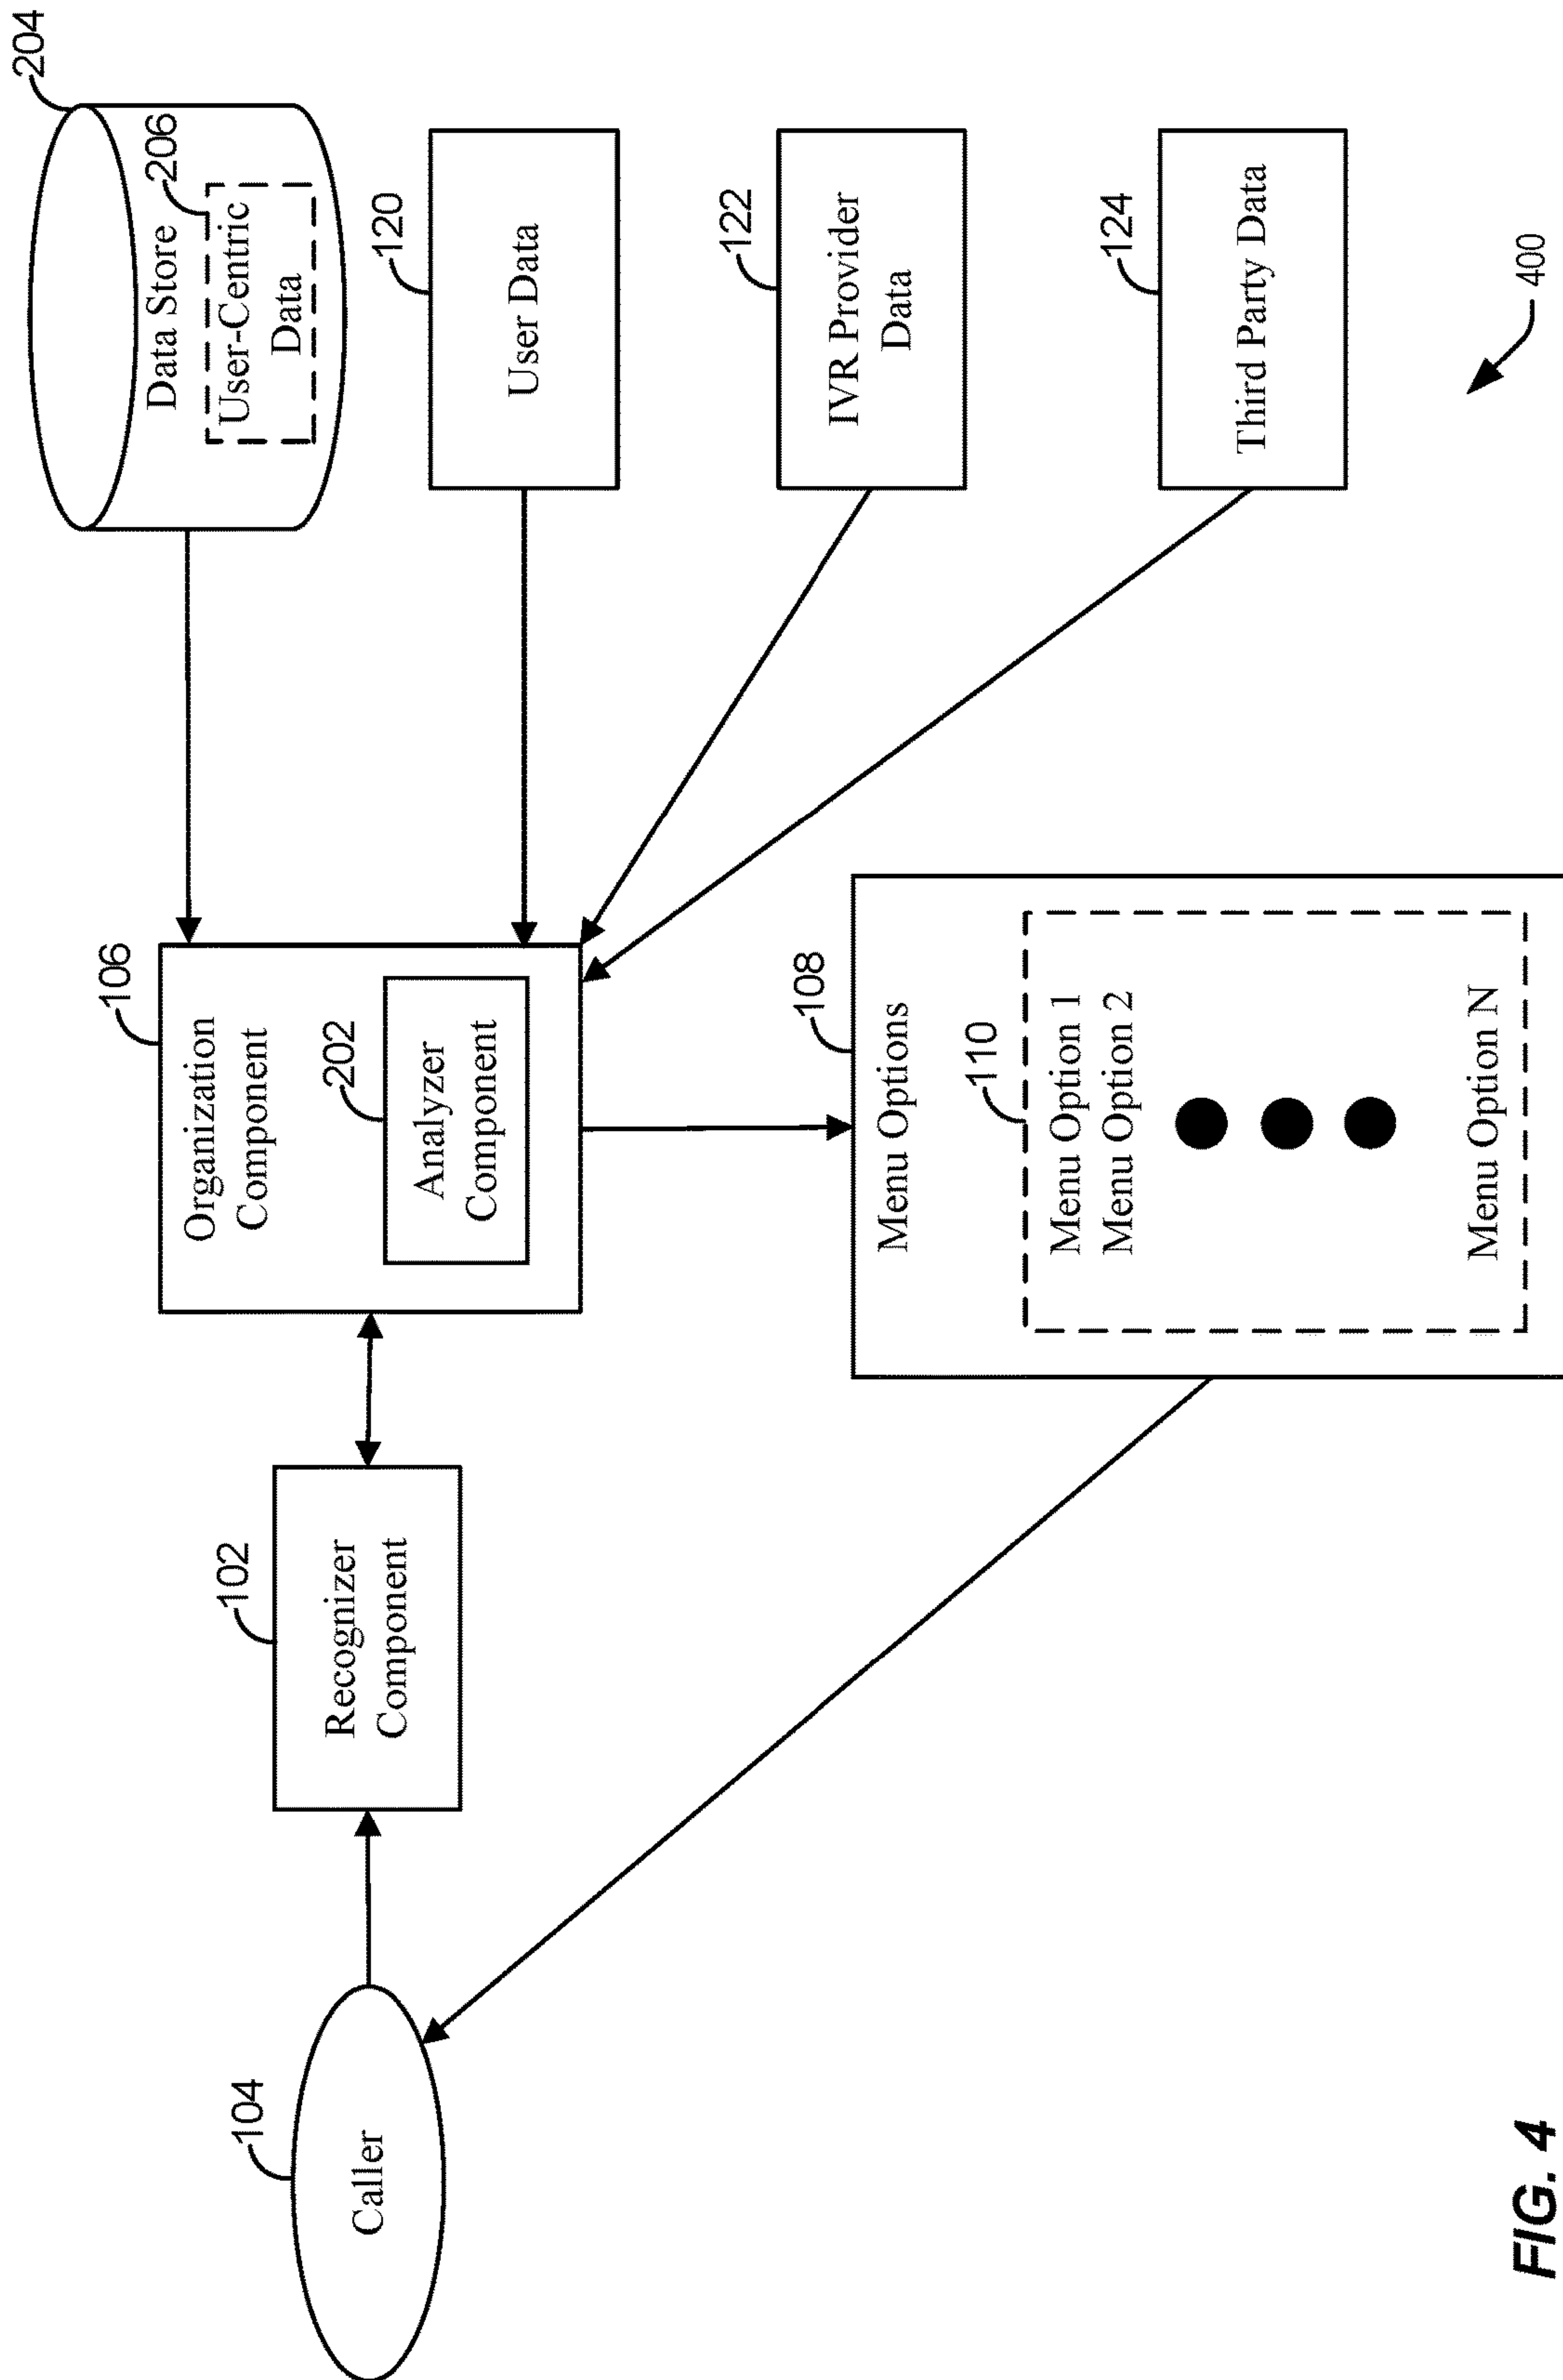 204
Data Store
206
User-Centric
Data
106
Organization
Component
202
Analyzer
Component
120
User Data
102
Recognizer
Component
104
Caller
122
IVR Provider
Data
108
Menu Options
110
Menu Option 1
Menu Option 2
Menu Option N
124
Third Party Data
400
FIG. 4